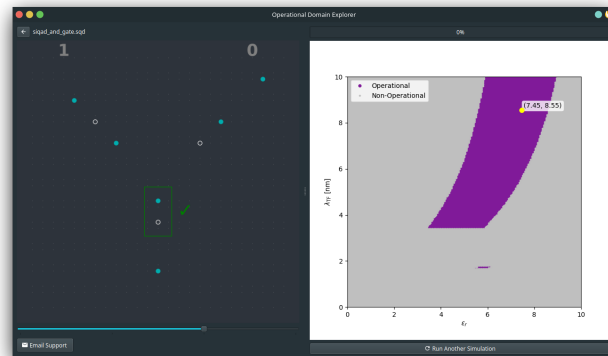 Operational Domain Explorer
siqad_and_gate.sqd
0%
1 0
Operational
Non-Operational
(7.45, 8.55)
λTF [nm]
10
8
6
4
2
0
0 2 4 6 8 10
εr
Email Support
Run Another Simulation